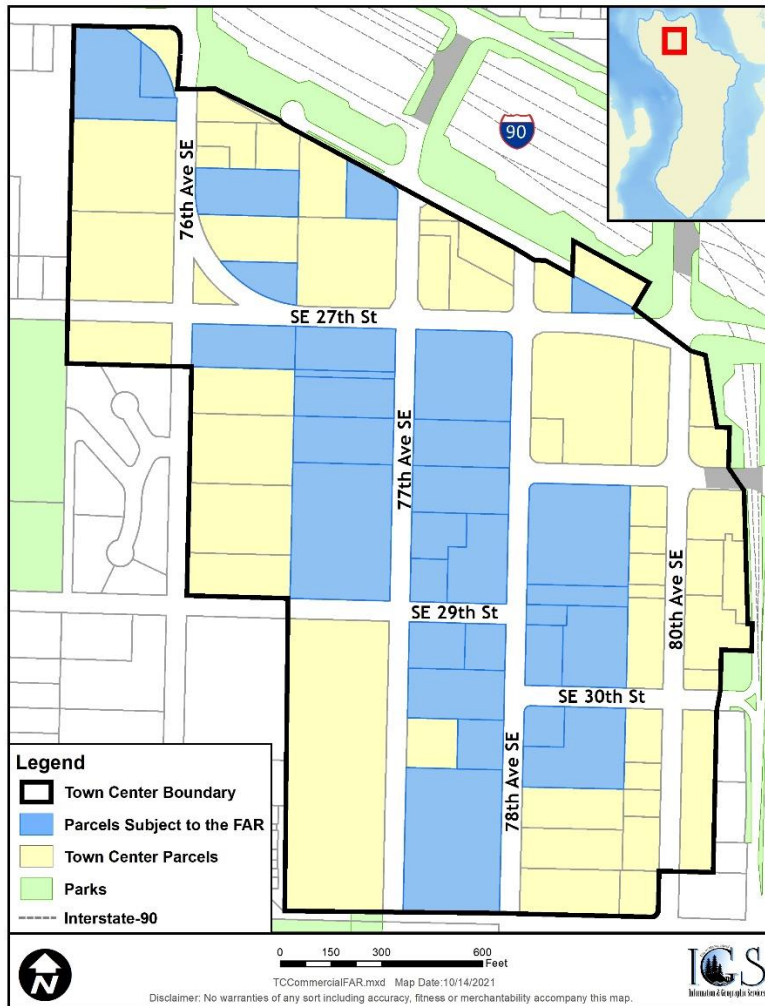 90
76th Ave SE
SE 27th St
77th Ave SE
SE 29th St
80th Ave SE
SE 30th St
78th Ave SE
Legend
Town Center Boundary
Parcels Subject to the FAR
Town Center Parcels
Parks
Interstate-90
N
0 150 300 600
Feet
TCCommercialFAR.mxd Map Date:10/14/2021
Disclaimer: No warranties of any sort including accuracy, fitness or merchantability accompany this map.
IGS
Information & Geographic Services